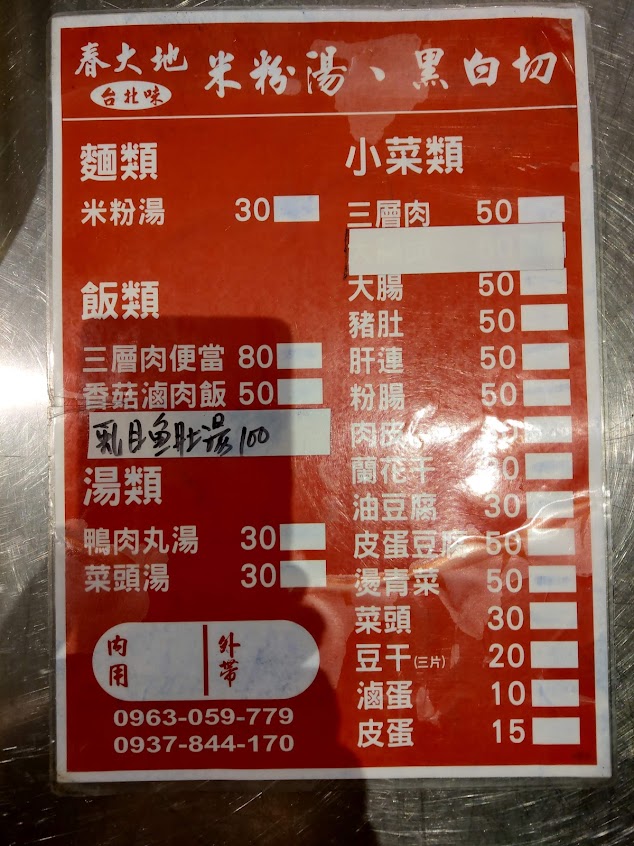 春大地
台北味
米粉湯、黑白切
麵類
米粉湯 30
飯類
三層肉便當 80
香菇滷肉飯 50
虱目魚肚湯 100
湯類
鴨肉丸湯 30
菜頭湯 30
內用
外帶
0963-059-779
0937-844-170
小菜類
三層肉 50
大腸 50
豬肚 50
肝連 50
粉腸 50
肉皮
蘭花干
油豆腐 30
皮蛋豆腐 50
燙青菜 50
菜頭 30
豆干(三片) 20
滷蛋 10
皮蛋 15